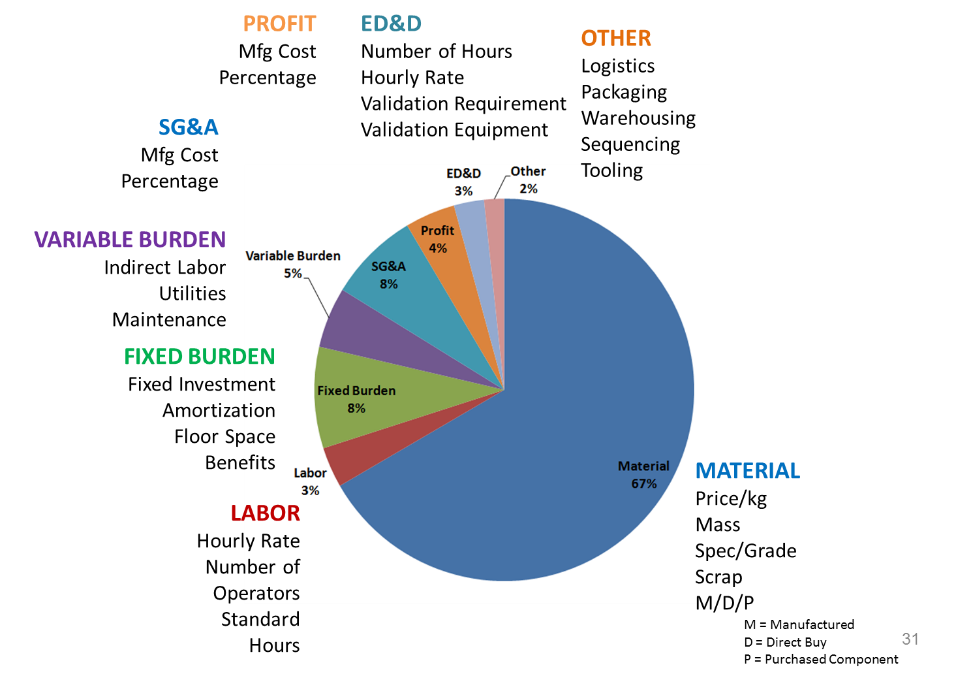 PROFIT
Mfg Cost
Percentage
ED&D
Number of Hours
Hourly Rate
Validation Requirement
Validation Equipment
OTHER
Logistics
Packaging
Warehousing
Sequencing
Tooling
SG&A
Mfg Cost
Percentage
VARIABLE BURDEN
Indirect Labor
Utilities
Maintenance
FIXED BURDEN
Fixed Investment
Amortization
Floor Space
Benefits
LABOR
Hourly Rate
Number of
Operators
Standard
Hours
ED&D
3%
Other
2%
Profit
4%
SG&A
8%
Variable Burden
5%
Fixed Burden
8%
Labor
3%
Material
67%
MATERIAL
Price/kg
Mass
Spec/Grade
Scrap
M/D/P
M = Manufactured
D = Direct Buy
P = Purchased Component
31